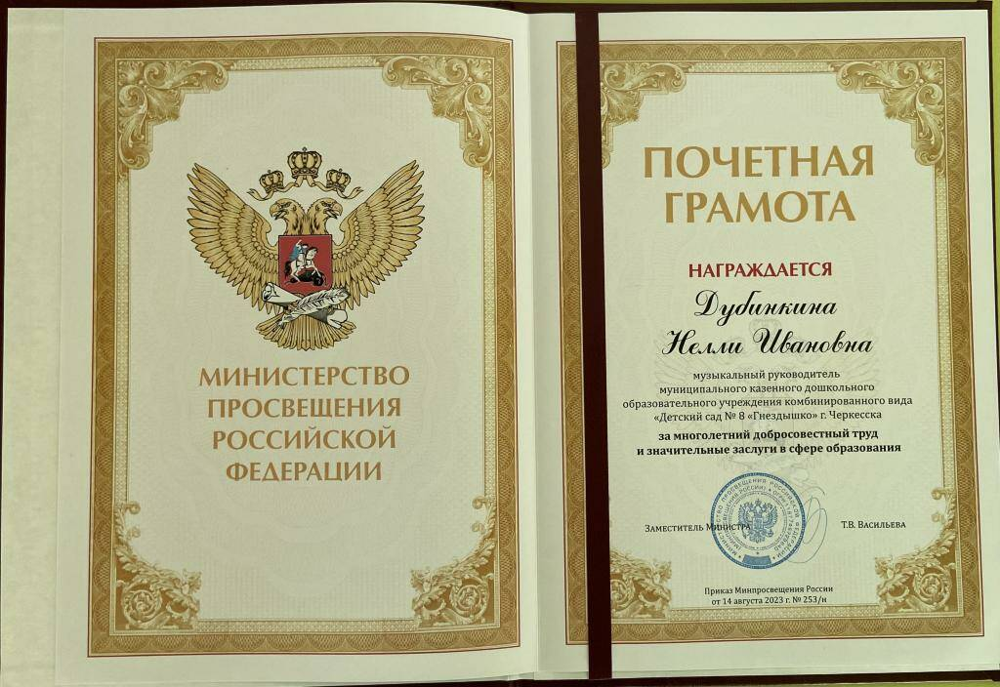 МИНИСТЕРСТВО
ПРОСВЕЩЕНИЯ
РОССИЙСКОЙ
ФЕДЕРАЦИИ
ПОЧЕТНАЯ
ГРАМОТА
НАГРАЖДАЕТСЯ
Дубинкина
Нелли Ивановна
музыкальный руководитель
муниципального казенного дошкольного
образовательного учреждения комбинированного вида
«Детский сад № 8 «Гнездышко» г. Черкесска
за многолетний добросовестный труд
и значительные заслуги в сфере образования
Заместитель Министра
Т.В. Васильева
Приказ Минпросвещения России
от 14 августа 2023 г. № 253/н